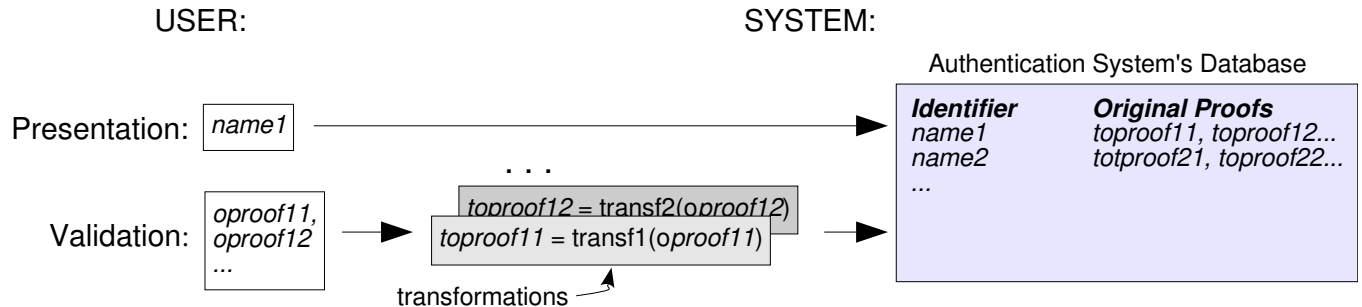 USER: SYSTEM:
Authentication System's Database
Identifier Original Proofs
Presentation: name1 name1 toproof11, toproof12...
name2 totproof21, toproof22...
...
. . .
toproof12 = transf2(oproof12)
Validation: oproof11,
oproof12
...
toproof11 = transf1(oproof11)
transformations